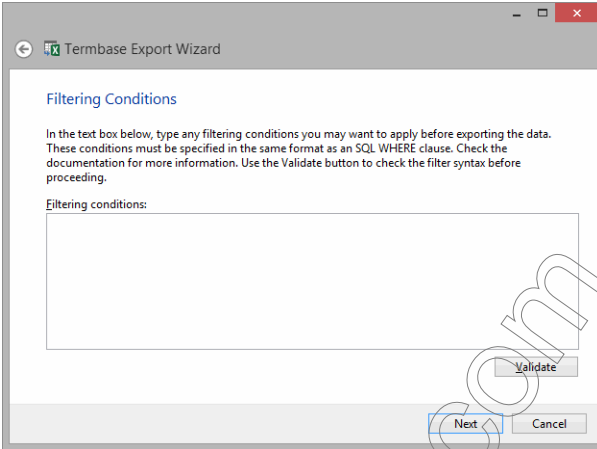 Termbase Export Wizard
Filtering Conditions
In the text box below, type any filtering conditions you may want to apply before exporting the data.
These conditions must be specified in the same format as an SQL WHERE clause. Check the
documentation for more information. Use the Validate button to check the filter syntax before
proceeding.
Filtering conditions:
Validate
Next
Cancel
com